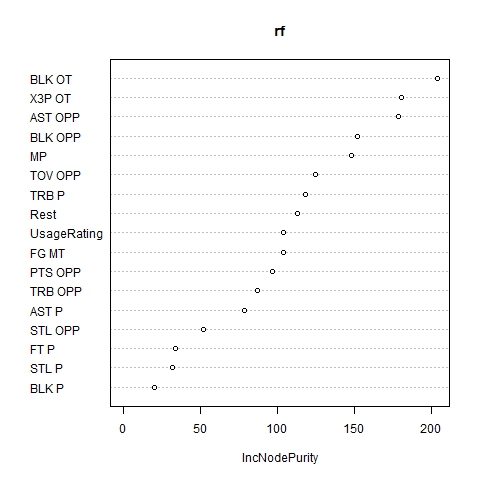 rf
BLK OT
X3P OT
AST OPP
BLK OPP
MP
TOV OPP
TRB P
Rest
UsageRating
FG MT
PTS OPP
TRB OPP
AST P
STL OPP
FT P
STL P
BLK P
0 50 100 150 200
IncNodePurity